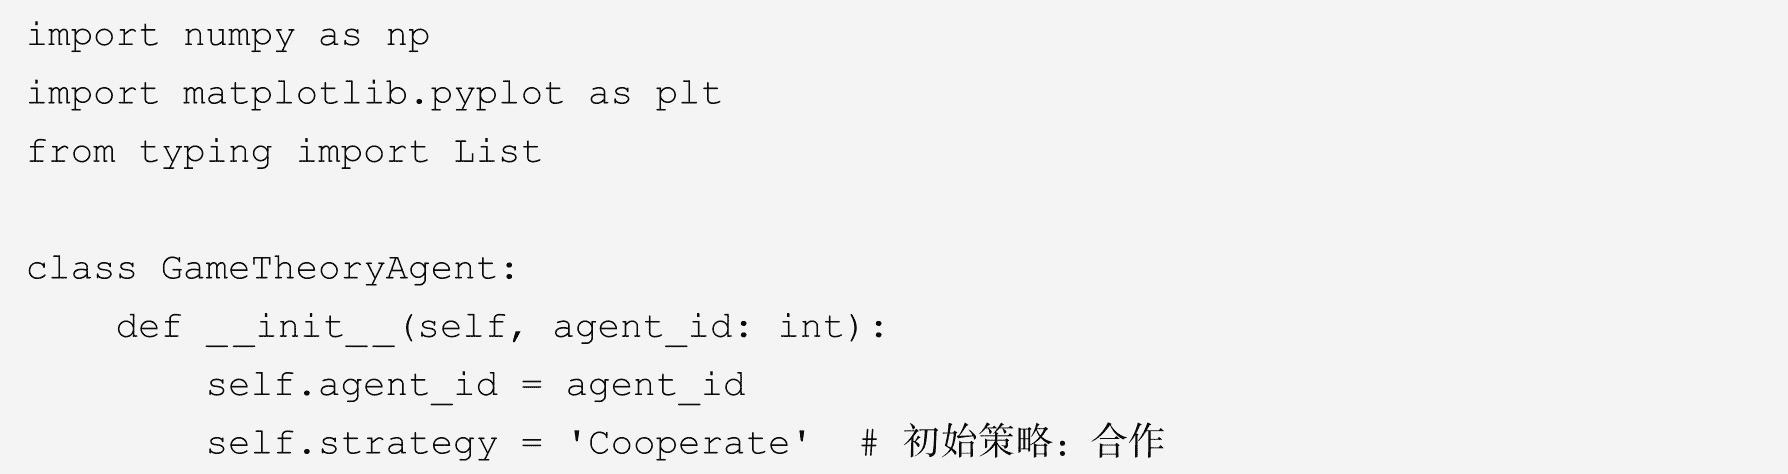 import numpy as np
import matplotlib.pyplot as plt
from typing import List

class GameTheoryAgent:
    def __init__(self, agent_id: int):
        self.agent_id = agent_id
        self.strategy = 'Cooperate'  # 初始策略：合作